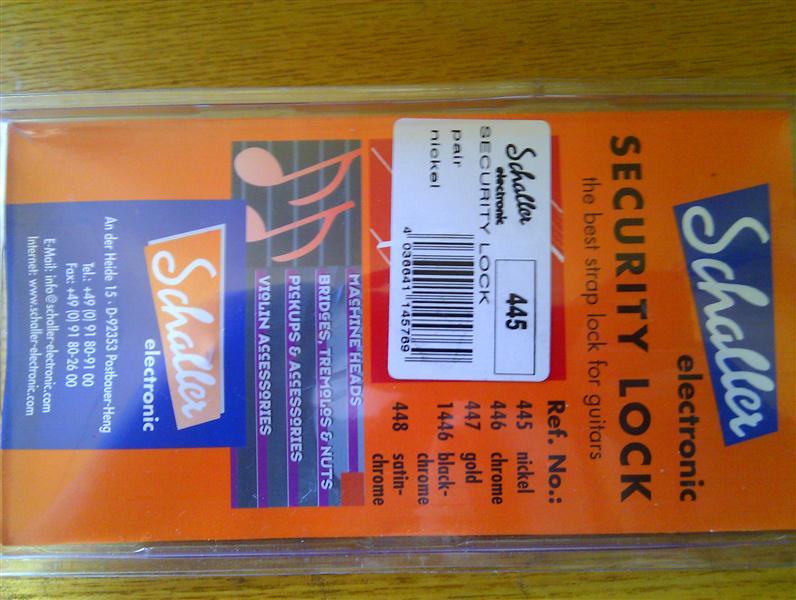 Schaller
electronic
SECURITY LOCK
the best strap lock for guitars
Schaller
electronic
SECURITY LOCK
pair
nickel
445
4 036641 145769
Ref. No.:
445 nickel
446 chrome
447 gold
1446 black-
chrome
448 satin-
chrome
MACHINE HEADS
BRIDGES, TREMOLOS & NUTS
PICKUPS & ACCESSORIES
VIOLIN ACCESSORIES
Schaller
electronic
An der Heide 15 · D-92353 Postbauer-Heng
Tel.: +49 (0) 91 80-91 00
Fax: +49 (0) 91 80-26 00
E-Mail: info@schaller-electronic.com
Internet: www.schaller-electronic.com